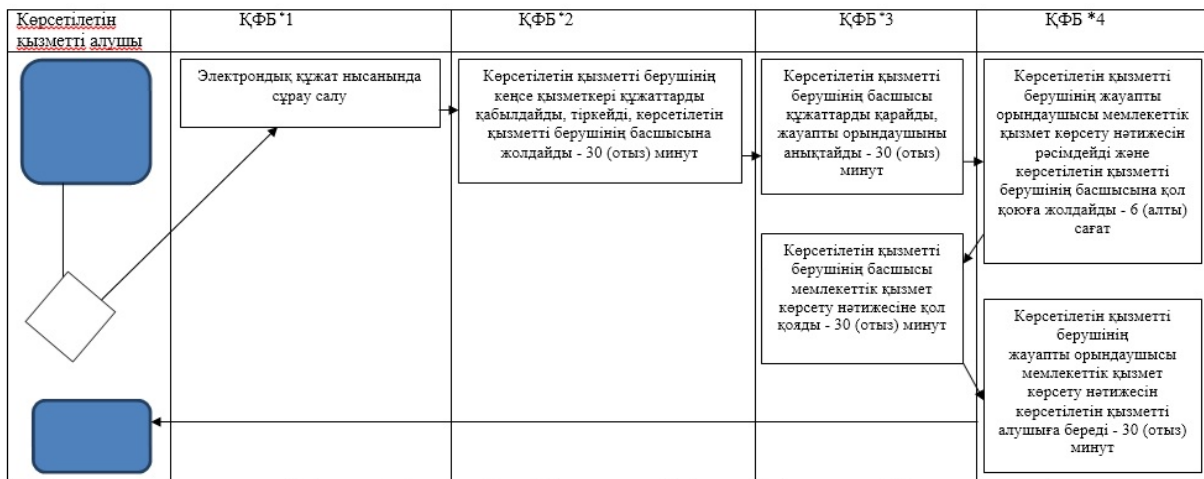 Көрсетілетін
қызметті алушы
ҚФБ*1
ҚФБ*2
ҚФБ*3
ҚФБ *4
Электрондық құжат нысанында
сұрау салу
Көрсетілетін қызметті берушінің
кеңсе қызметкері құжаттарды
қабылдайды, тіркейді, көрсетілетін
қызметті берушінің басшысына
жолдайды - 30 (отыз) минут
Көрсетілетін қызметті
берушінің басшысы
құжаттарды қарайды,
жауапты орындаушыны
анықтайды - 30 (отыз)
минут
Көрсетілетін қызметті
берушінің жауапты
орындаушысы мемлекеттік
қызмет көрсету нәтижесін
рәсімдейді және
көрсетілетін қызметті
берушінің басшысына қол
қоюға жолдайды - 6 (алты)
сағат
Көрсетілетін қызметті
берушінің басшысы
мемлекеттік қызмет
көрсету нәтижесіне қол
қояды - 30 (отыз) минут
Көрсетілетін қызметті
берушінің
жауапты орындаушысы
мемлекеттік қызмет
көрсету нәтижесін
көрсетілетін қызметті
алушыға береді - 30 (отыз)
минут